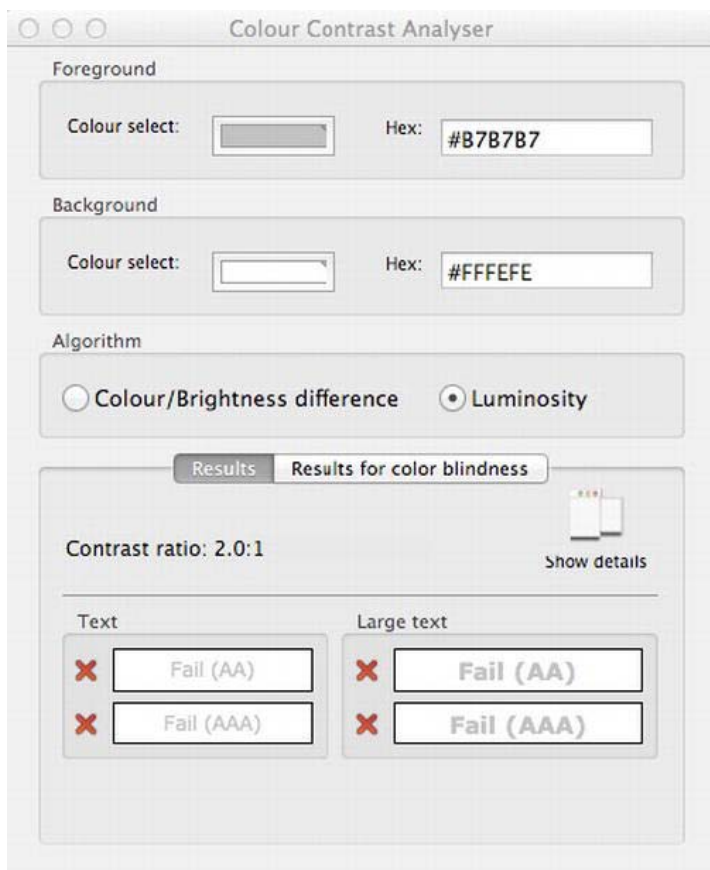 Colour Contrast Analyser
Foreground
Colour select:
Hex:
#B7B7B7
Background
Colour select:
Hex:
#FFFEFE
Algorithm
Colour/Brightness difference
Luminosity
Results
Results for color blindness
Contrast ratio: 2.0:1
Show details
Text
Large text
Fail (AA)
Fail (AA)
Fail (AAA)
Fail (AAA)